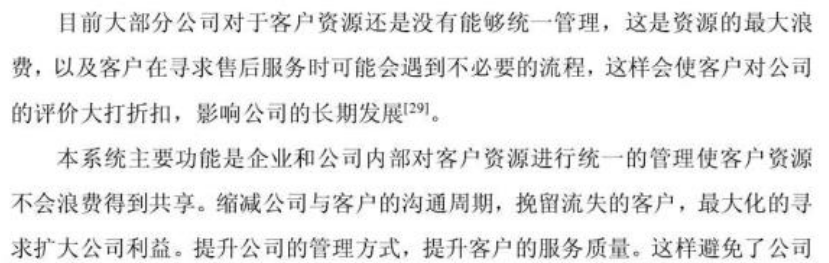 目前大部分公司对于客户资源还是没有能够统一管理，这是资源的最大浪
费，以及客户在寻求售后服务时可能会遇到不必要的流程，这样会使客户对公司
的评价大打折扣，影响公司的长期发展[29]。
本系统主要功能是企业和公司内部对客户资源进行统一的管理使客户资源
不会浪费得到共享。缩减公司与客户的沟通周期，挽留流失的客户，最大化的寻
求扩大公司利益。提升公司的管理方式，提升客户的服务质量。这样避免了公司